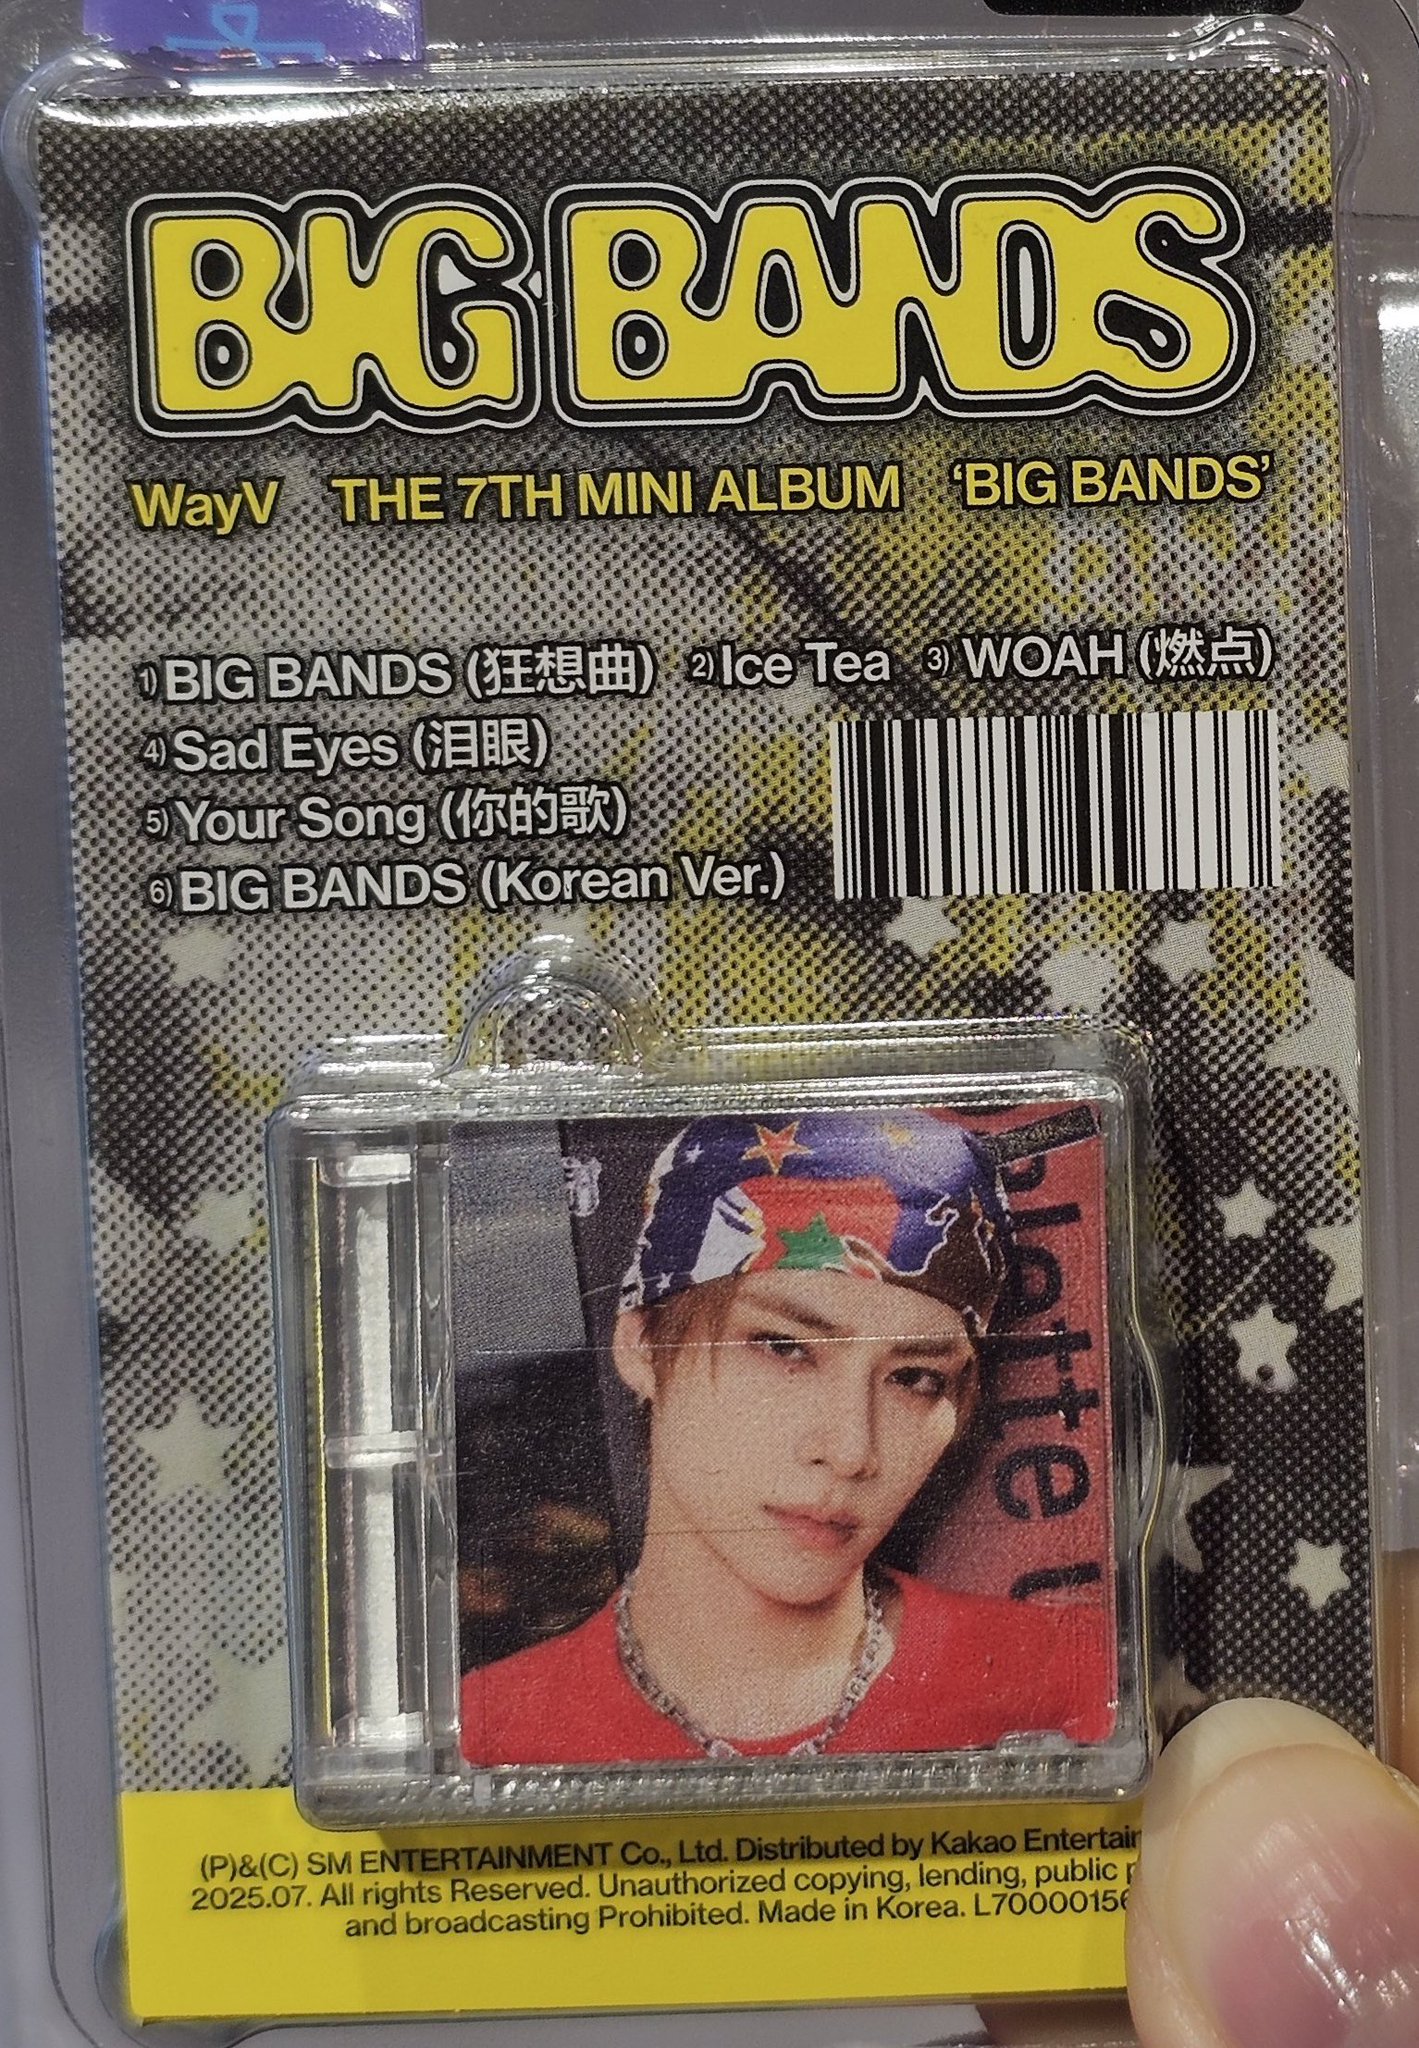 BIG BANDS
WayV THE 7TH MINI ALBUM ‘BIG BANDS’
1) BIG BANDS (狂想曲) 2) Ice Tea 3) WOAH (燃点)
4) Sad Eyes (泪眼)
5) Your Song (你的歌)
6) BIG BANDS (Korean Ver.)
(P)&(C) SM ENTERTAINMENT Co., Ltd. Distributed by Kakao
2025.07. All rights Reserved. Unauthorized copying, lending, public
and broadcasting Prohibited. Made in Korea.